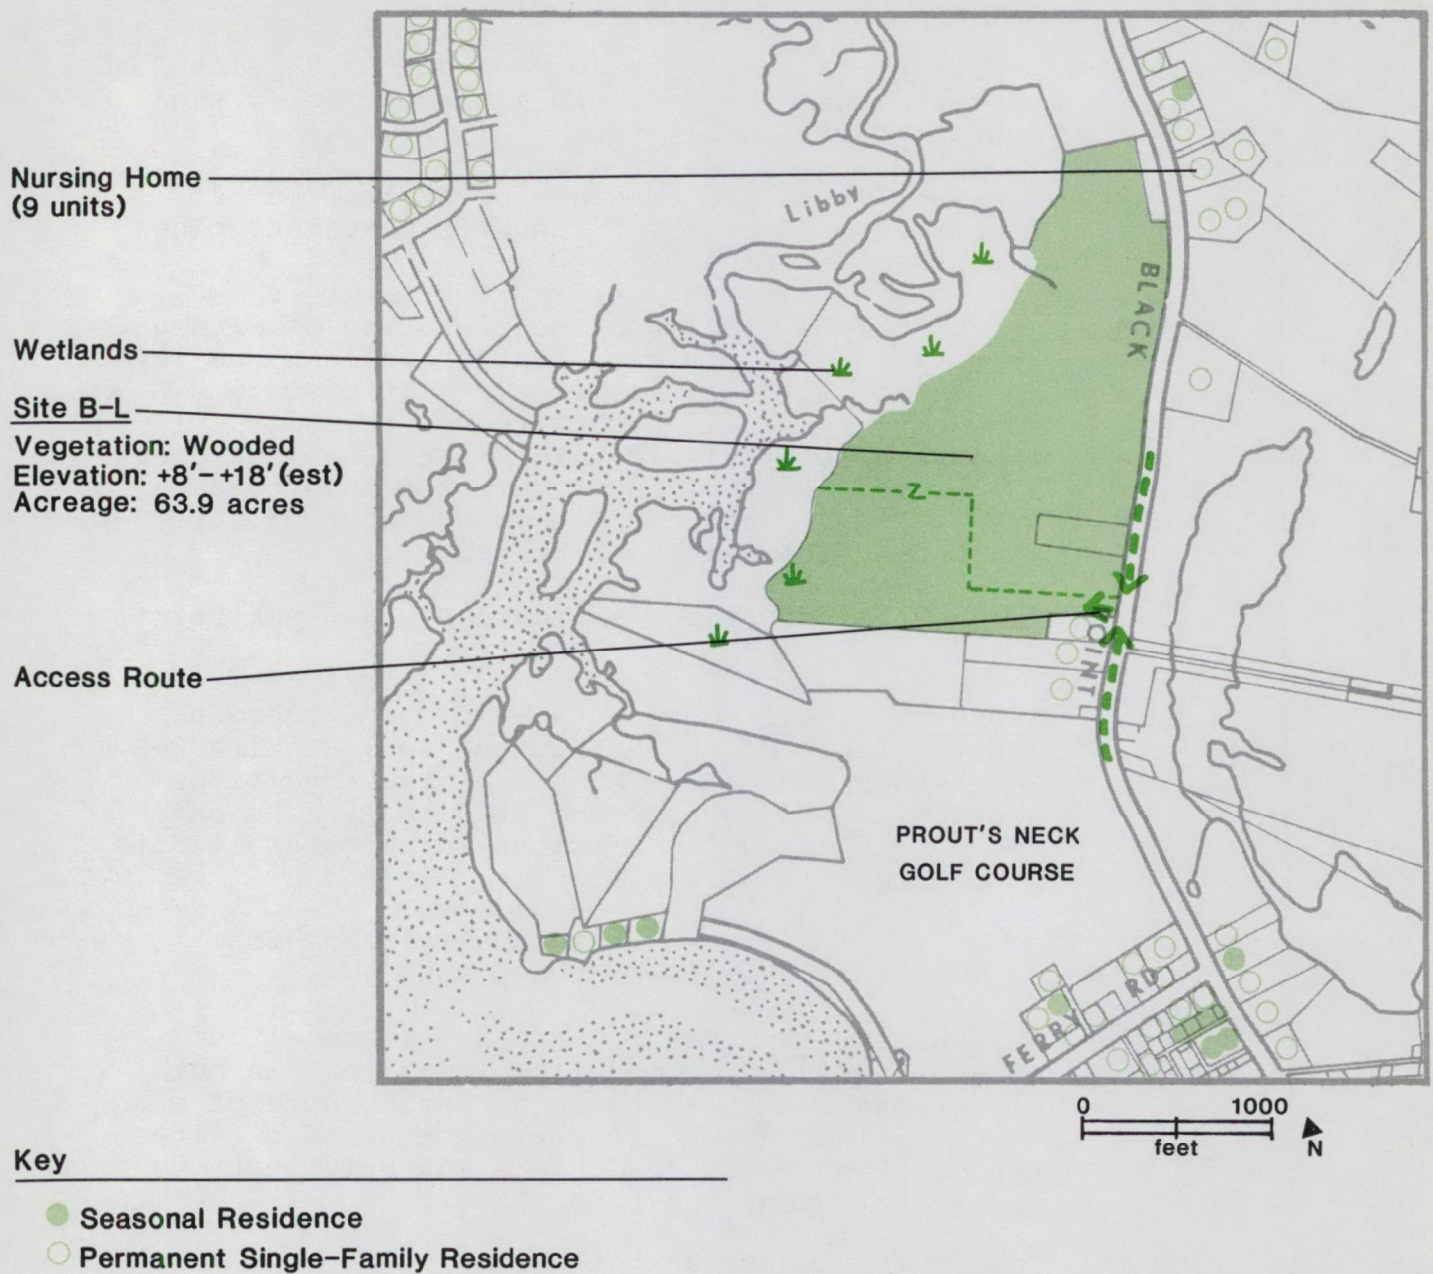 Nursing Home
(9 units)
Libby
BLACK
Wetlands
Site B-L
Vegetation: Wooded
Elevation: +8'-+18' (est)
Acreage: 63.9 acres
Z
POINT
Access Route
PROUT'S NECK
GOLF COURSE
FERRY RD
0 1000
feet
N
Key
Seasonal Residence
Permanent Single-Family Residence